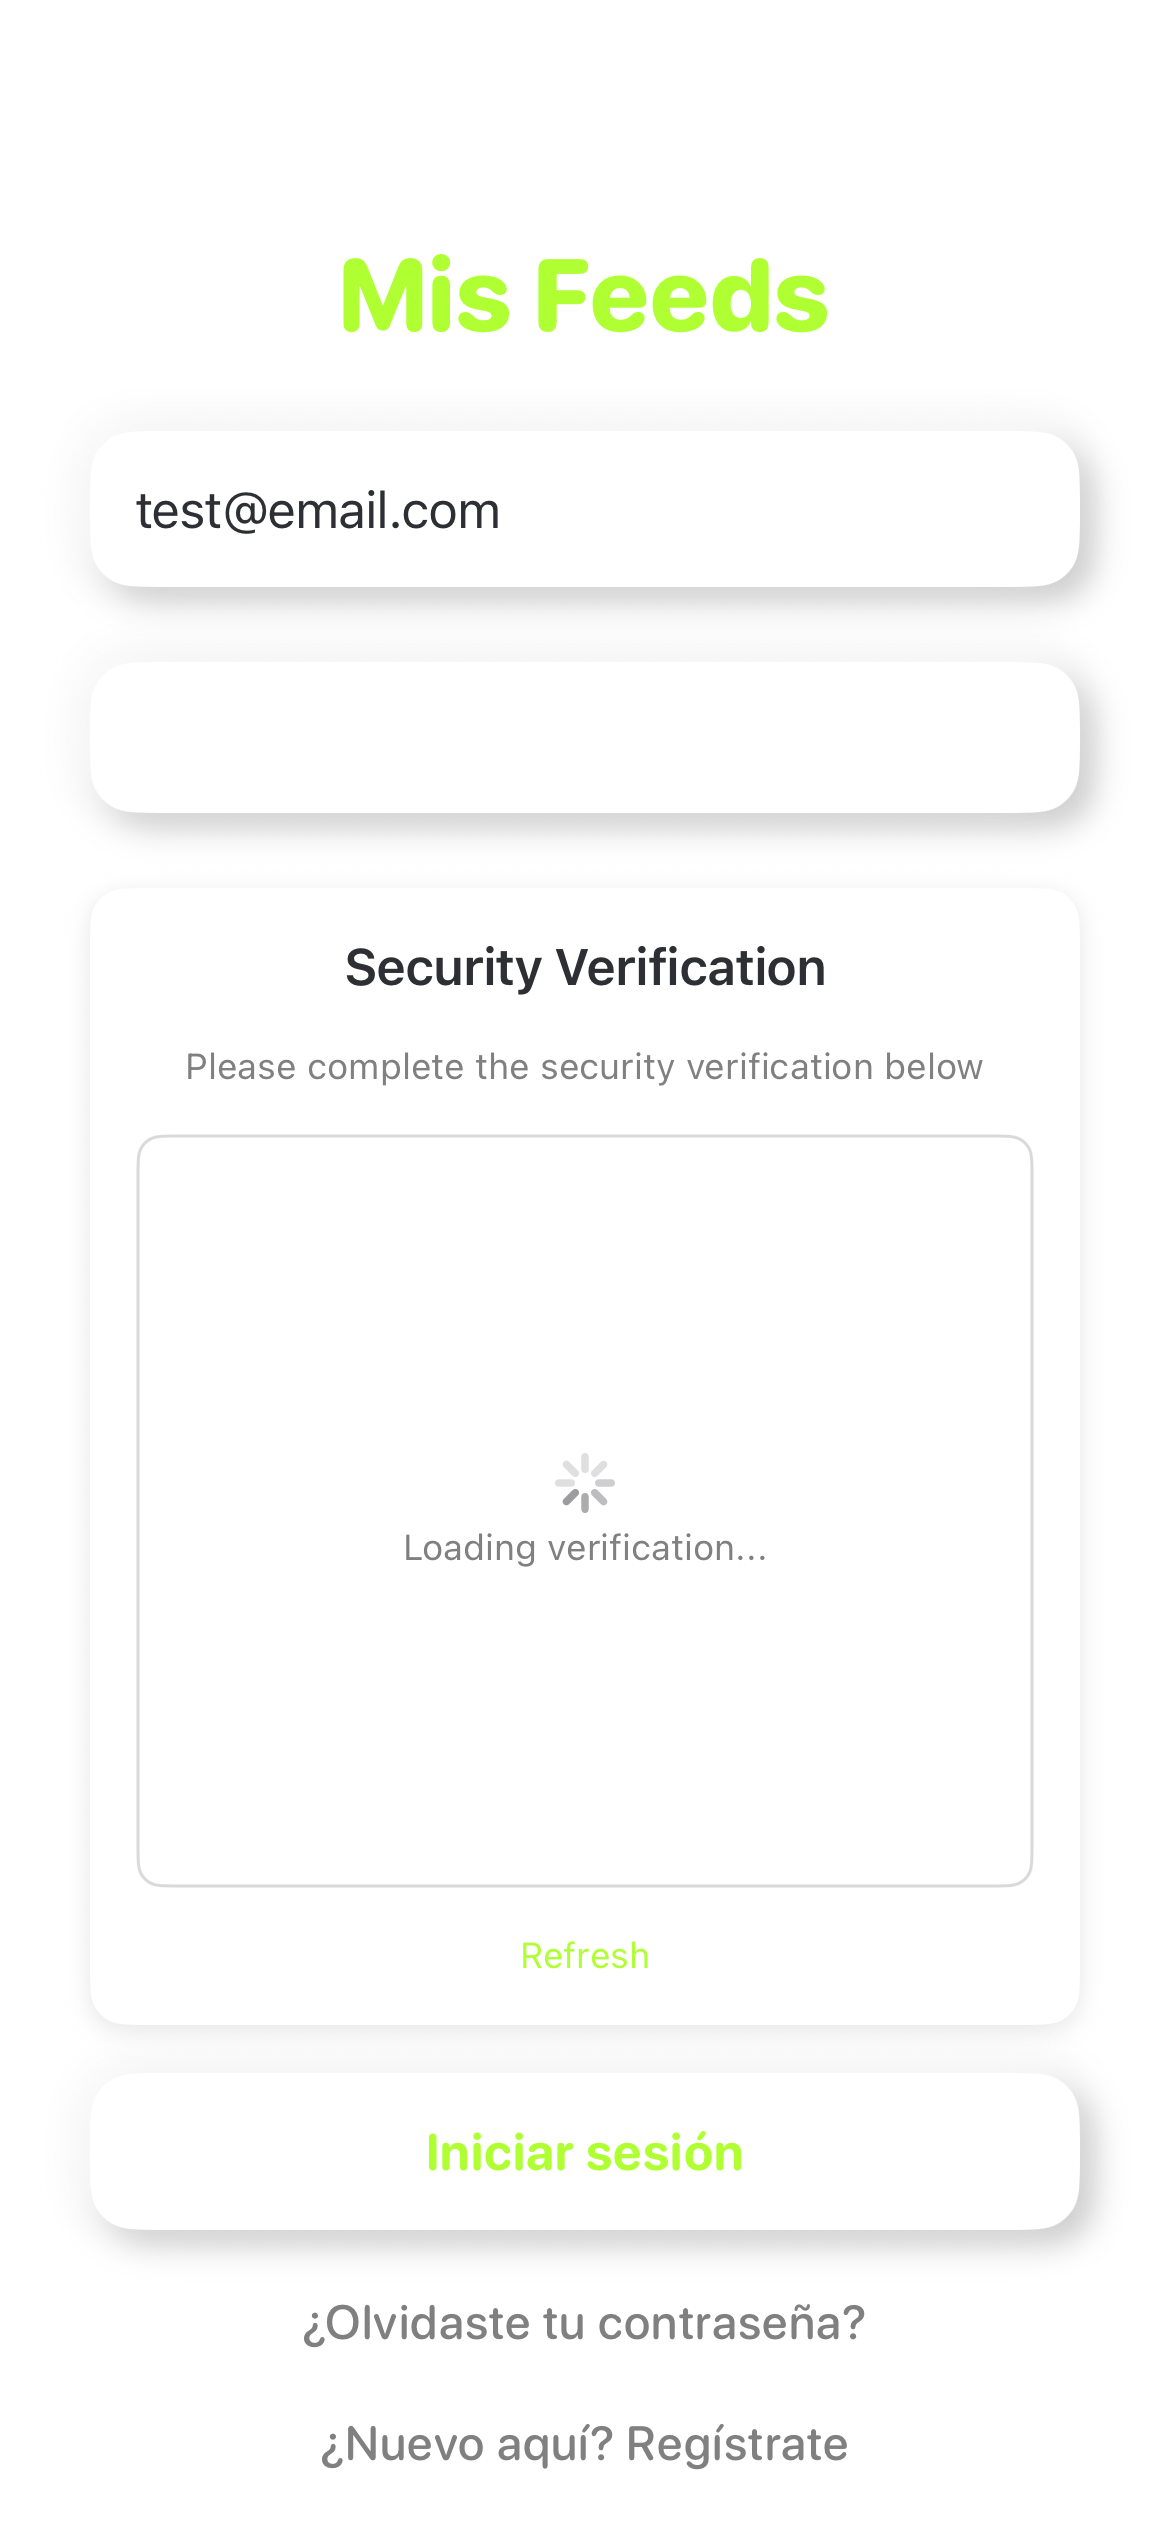 Mis Feeds
test@email.com
Security Verification
Please complete the security verification below
Loading verification...
Refresh
Iniciar sesión
¿Olvidaste tu contraseña?
¿Nuevo aquí? Regístrate